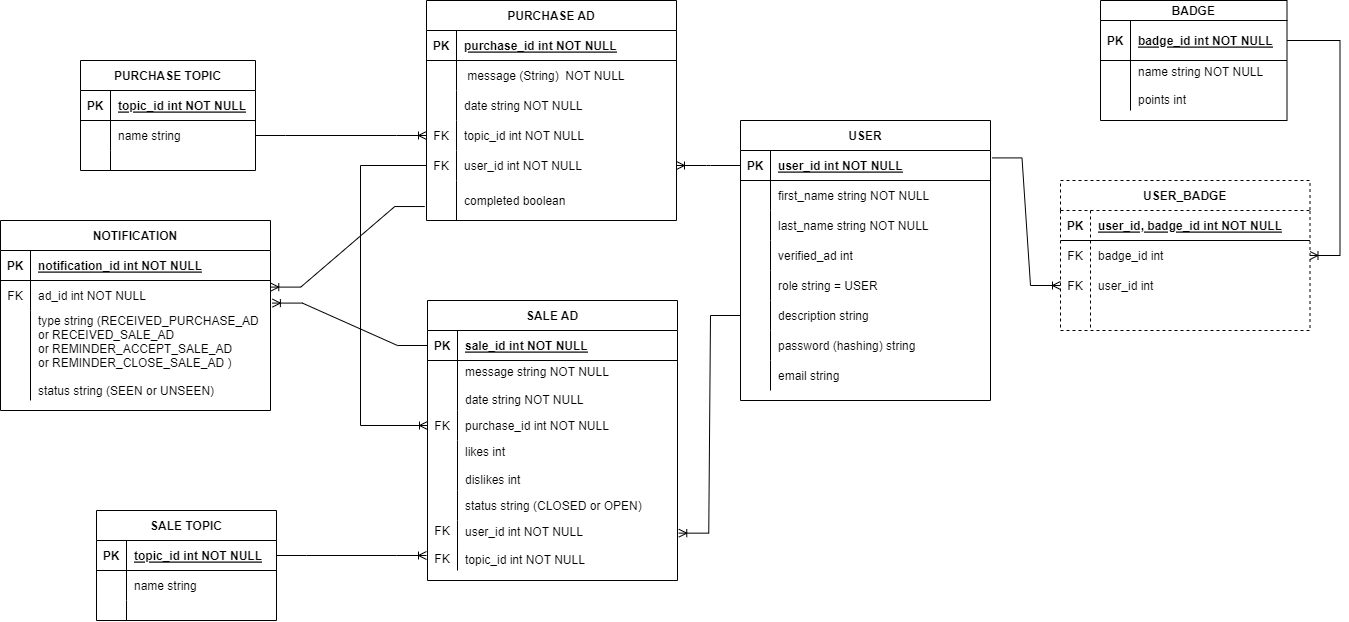 PURCHASE AD
PK purchase_id int NOT NULL
message (String)  NOT NULL
date string NOT NULL
FK topic_id int NOT NULL
FK user_id int NOT NULL
completed boolean
BADGE
PK badge_id int NOT NULL
name string NOT NULL
points int
PURCHASE TOPIC
PK topic_id int NOT NULL
name string
USER
PK user_id int NOT NULL
first_name string NOT NULL
last_name string NOT NULL
verified_ad int
role string = USER
description string
password (hashing) string
email string
USER_BADGE
PK user_id, badge_id int NOT NULL
FK badge_id int
FK user_id int
NOTIFICATION
PK notification_id int NOT NULL
FK ad_id int NOT NULL
type string (RECEIVED_PURCHASE_AD
or RECEIVED_SALE_AD
or REMINDER_ACCEPT_SALE_AD
or REMINDER_CLOSE_SALE_AD )
status string (SEEN or UNSEEN)
SALE AD
PK sale_id int NOT NULL
message string NOT NULL
date string NOT NULL
FK purchase_id int NOT NULL
likes int
dislikes int
status string (CLOSED or OPEN)
FK user_id int NOT NULL
FK topic_id int NOT NULL
SALE TOPIC
PK topic_id int NOT NULL
name string